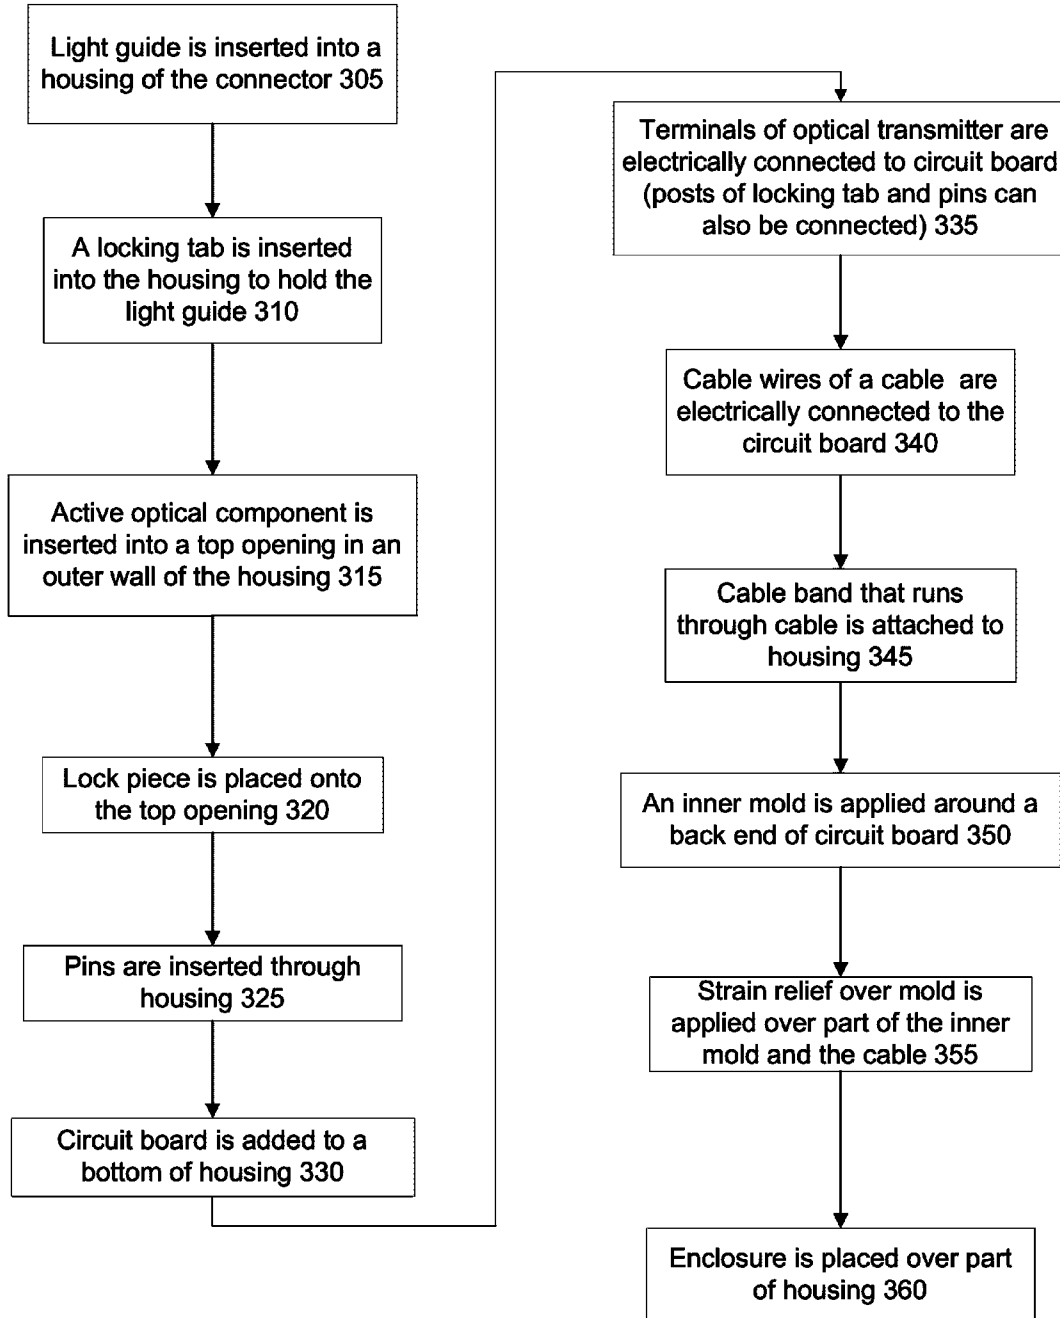 Light guide is inserted into a
housing of the connector 305
A locking tab is inserted
into the housing to hold the
light guide 310
Active optical component is
inserted into a top opening in an
outer wall of the housing 315
Lock piece is placed onto
the top opening 320
Pins are inserted through
housing 325
Circuit board is added to a
bottom of housing 330
Terminals of optical transmitter are
electrically connected to circuit board
(posts of locking tab and pins can
also be connected) 335
Cable wires of a cable are
electrically connected to the
circuit board 340
Cable band that runs
through cable is attached to
housing 345
An inner mold is applied around a
back end of circuit board 350
Strain relief over mold is
applied over part of the inner
mold and the cable 355
Enclosure is placed over part
of housing 360